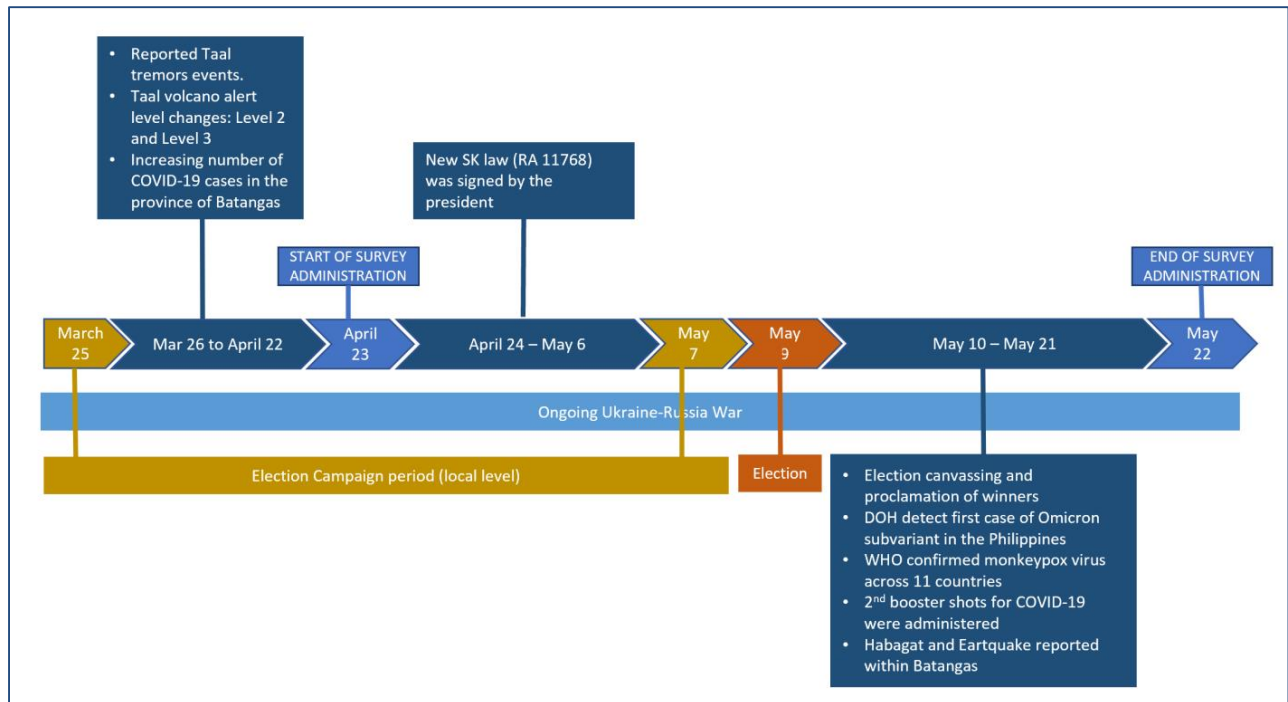 • Reported Taal
tremors events.
• Taal volcano alert
level changes: Level 2
and Level 3
• Increasing number of
COVID-19 cases in the
province of Batangas
New SK law (RA 11768)
was signed by the
president
START OF SURVEY
ADMINISTRATION
END OF SURVEY
ADMINISTRATION
March
25
Mar 26 to April 22
April
23
April 24 – May 6
May
7
May
9
May 10 – May 21
May
22
Ongoing Ukraine-Russia War
Election Campaign period (local level)
Election
• Election canvassing and
proclamation of winners
• DOH detect first case of Omicron
subvariant in the Philippines
• WHO confirmed monkeypox virus
across 11 countries
• 2nd booster shots for COVID-19
were administered
• Habagat and Eartquake reported
within Batangas